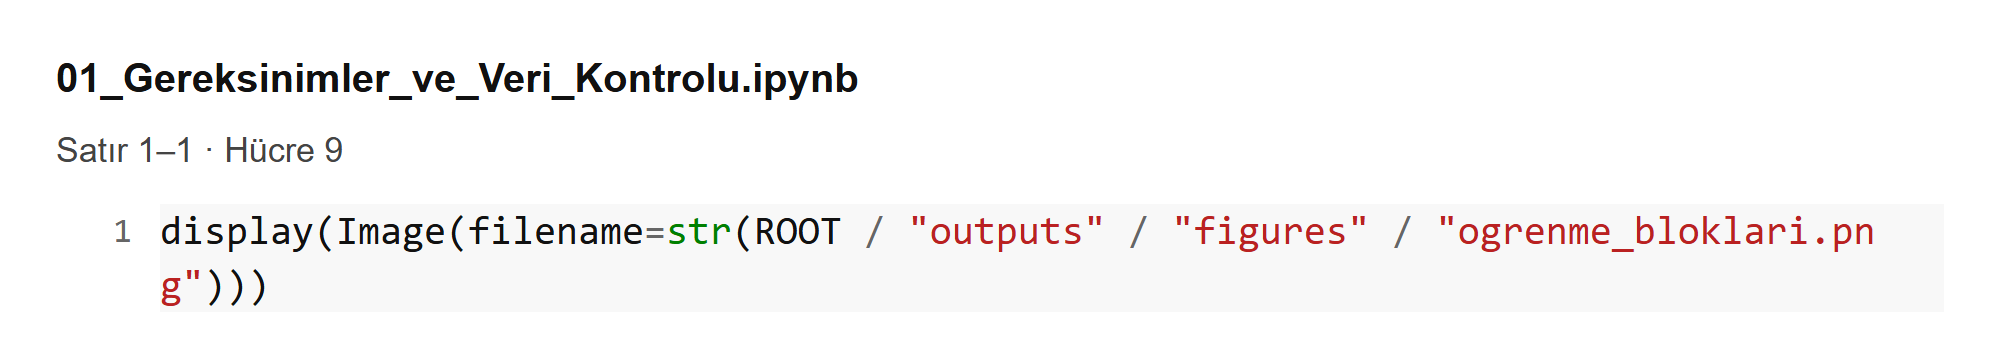 01_Gereksinimler_ve_Veri_Kontrolu.ipynb
Satır 1–1 · Hücre 9
1 display(Image(filename=str(ROOT / "outputs" / "figures" / "ogrenme_bloklari.pn
g")))